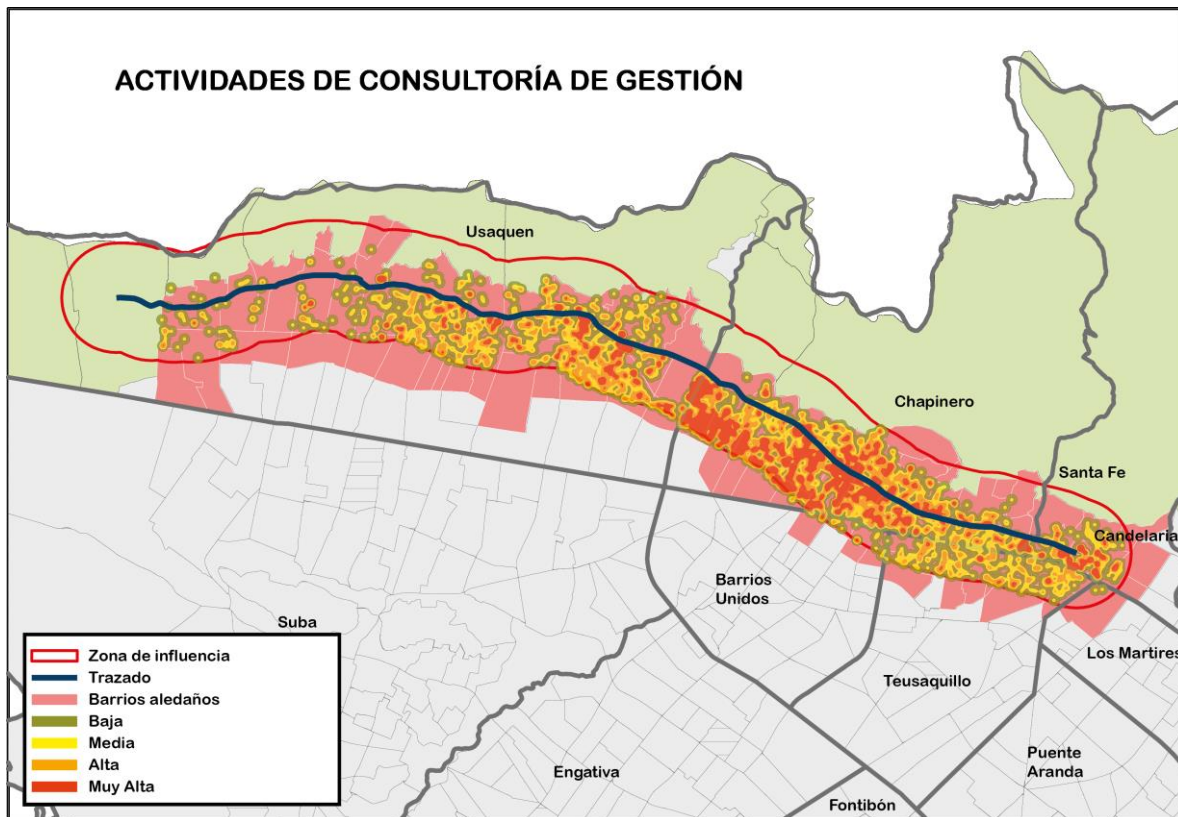 ACTIVIDADES DE CONSULTORÍA DE GESTIÓN
Usaquen
Chapinero
Santa Fe
Candelaria
Barrios
Unidos
Suba
Los Martires
Teusaquillo
Puente
Aranda
Engativa
Fontibón
Zona de influencia
Trazado
Barrios aledaños
Baja
Media
Alta
Muy Alta